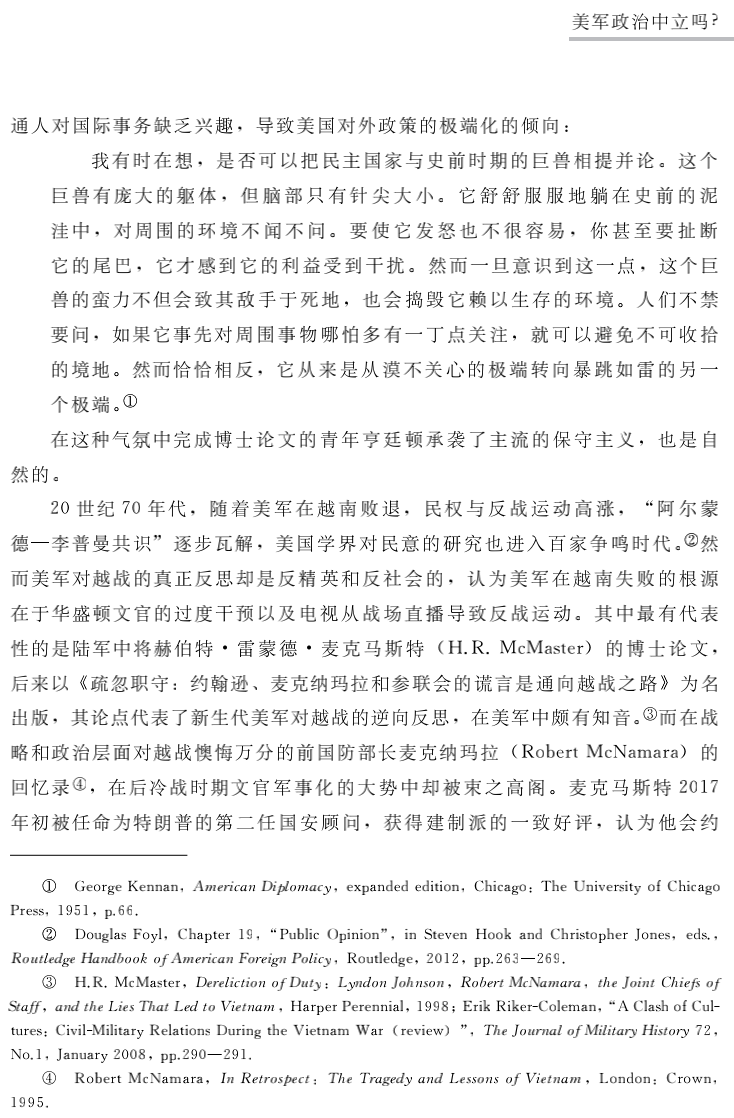 美军政治中立吗?
通人对国际事务缺乏兴趣，导致美国对外政策的极端化的倾向：
我有时在想，是否可以把民主国家与史前时期的巨兽相提并论。这个
巨兽有庞大的躯体，但脑部只有针尖大小。它舒舒服服地躺在史前的泥
洼中，对周围的环境不闻不问。要使它发怒也不很容易，你甚至要扯断
它的尾巴，它才感到它的利益受到干扰。然而一旦意识到这一点，这个巨
兽的蛮力不但会致其敌手于死地，也会捣毁它赖以生存的环境。人们不禁
要问，如果它事先对周围事物哪怕多有一丁点关注，就可以避免不可收拾
的境地。然而恰恰相反，它从来是从漠不关心的极端转向暴跳如雷的另一
个极端。①
在这种气氛中完成博士论文的青年亨廷顿承袭了主流的保守主义，也是自
然的。
20 世纪 70 年代，随着美军在越南败退，民权与反战运动高涨，“阿尔蒙
德—李普曼共识”逐步瓦解，美国学界对民意的研究也进入百家争鸣时代。②然
而美军对越战的真正反思却是反精英和反社会的，认为美军在越南失败的根源
在于华盛顿文官的过度干预以及电视从战场直播导致反战运动。其中最有代表
性的是陆军中将赫伯特·雷蒙德·麦克马斯特（H.R. McMaster）的博士论文，
后来以《疏忽职守：约翰逊、麦克纳玛拉和参联会的谎言是通向越战之路》为名
出版，其论点代表了新生代美军对越战的逆向反思，在美军中颇有知音。③而在战
略和政治层面对越战懊悔万分的前国防部长麦克纳玛拉（Robert McNamara）的
回忆录④，在后冷战时期文官军事化的大势中却被束之高阁。麦克马斯特 2017
年初被任命为特朗普的第二任国安顾问，获得建制派的一致好评，认为他会约
① George Kennan, American Diplomacy, expanded edition, Chicago: The University of Chicago
Press, 1951, p.66.
② Douglas Foyl, Chapter 19, “Public Opinion”, in Steven Hook and Christopher Jones, eds.,
Routledge Handbook of American Foreign Policy, Routledge, 2012, pp.263—269.
③ H.R. McMaster, Dereliction of Duty: Lyndon Johnson, Robert McNamara, the Joint Chiefs of
Staff, and the Lies That Led to Vietnam, Harper Perennial, 1998; Erik Riker-Coleman, “A Clash of Cul-
tures: Civil-Military Relations During the Vietnam War (review) ”, The Journal of Military History 72,
No.1, January 2008, pp.290—291.
④ Robert McNamara, In Retrospect: The Tragedy and Lessons of Vietnam, London: Crown,
1995.